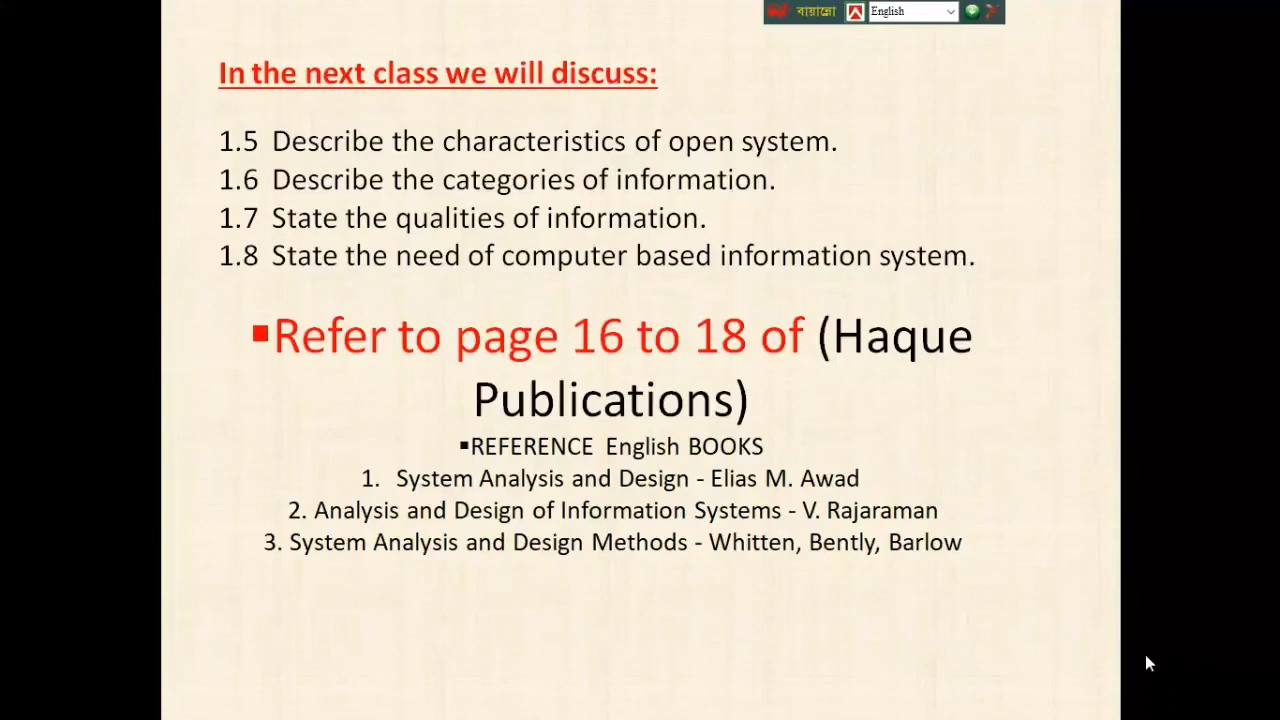 বায়ান্নো
English
In the next class we will discuss:
1.5 Describe the characteristics of open system.
1.6 Describe the categories of information.
1.7 State the qualities of information.
1.8 State the need of computer based information system.
▪Refer to page 16 to 18 of (Haque
Publications)
▪REFERENCE English BOOKS
1. System Analysis and Design - Elias M. Awad
2. Analysis and Design of Information Systems - V. Rajaraman
3. System Analysis and Design Methods - Whitten, Bently, Barlow